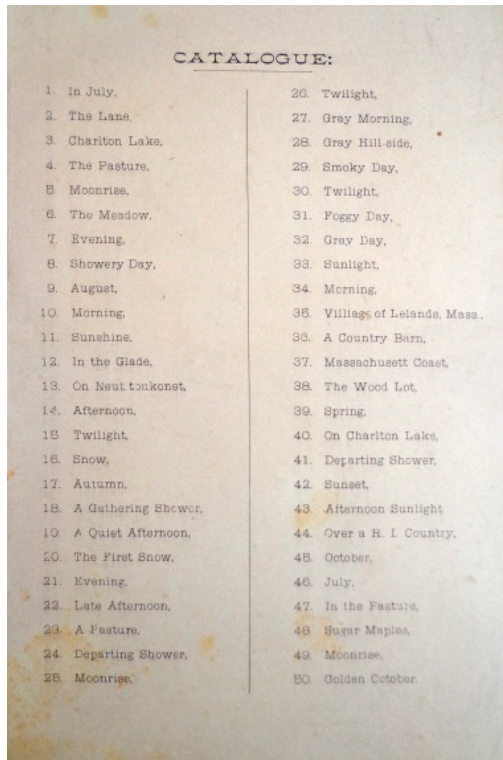 CATALOGUE:
1. In July,
2. The Lane,
3. Charlton Lake,
4. The Pasture,
5. Moonrise,
6. The Meadow,
7. Evening,
8. Showery Day,
9. August,
10. Morning,
11. Sunshine,
12. In the Glade,
13. On Neutaconkonet,
14. Afternoon,
15 Twilight,
16. Snow,
17. Autumn,
18. A Gathering Shower,
19. A Quiet Afternoon,
20. The First Snow,
21. Evening,
22. Late Afternoon,
23. A Pasture,
24. Departing Shower,
25. Moonrise,
26. Twilight,
27. Gray Morning,
28. Gray Hill-side,
29. Smoky Day,
30. Twilight,
31. Foggy Day,
32. Gray Day,
33. Sunlight,
34. Morning,
35. Villiage of Lelands, Mass.,
36. A Country Barn,
37. Massachusett Coast,
38. The Wood Lot,
39. Spring,
40. On Charlton Lake,
41. Departing Shower,
42. Sunset,
43. Afternoon Sunlight
44. Over a R. I. Country,
45. October,
46. July,
47. In the Pasture,
48 Sugar Maples,
49. Moonrise,
50. Golden October.